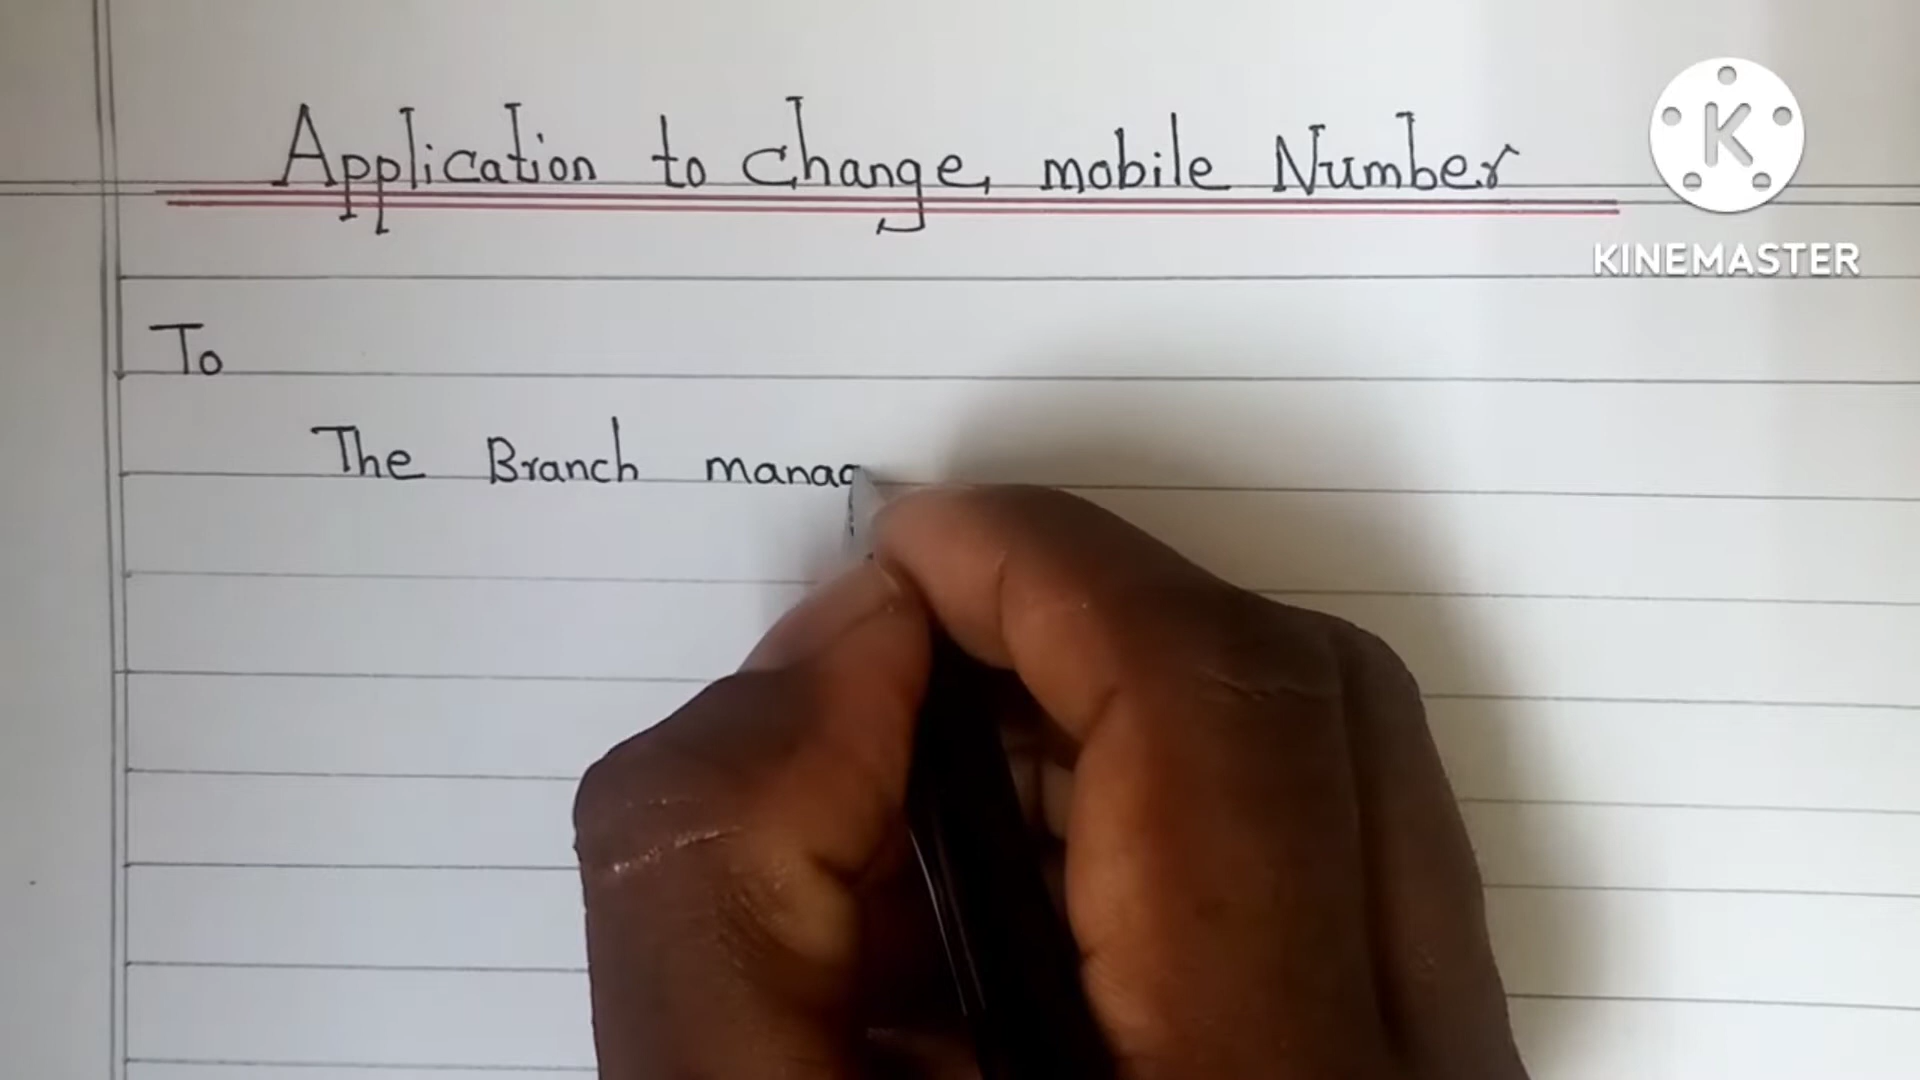 Application to Change, mobile Number
KINEMASTER
To
The Branch manag